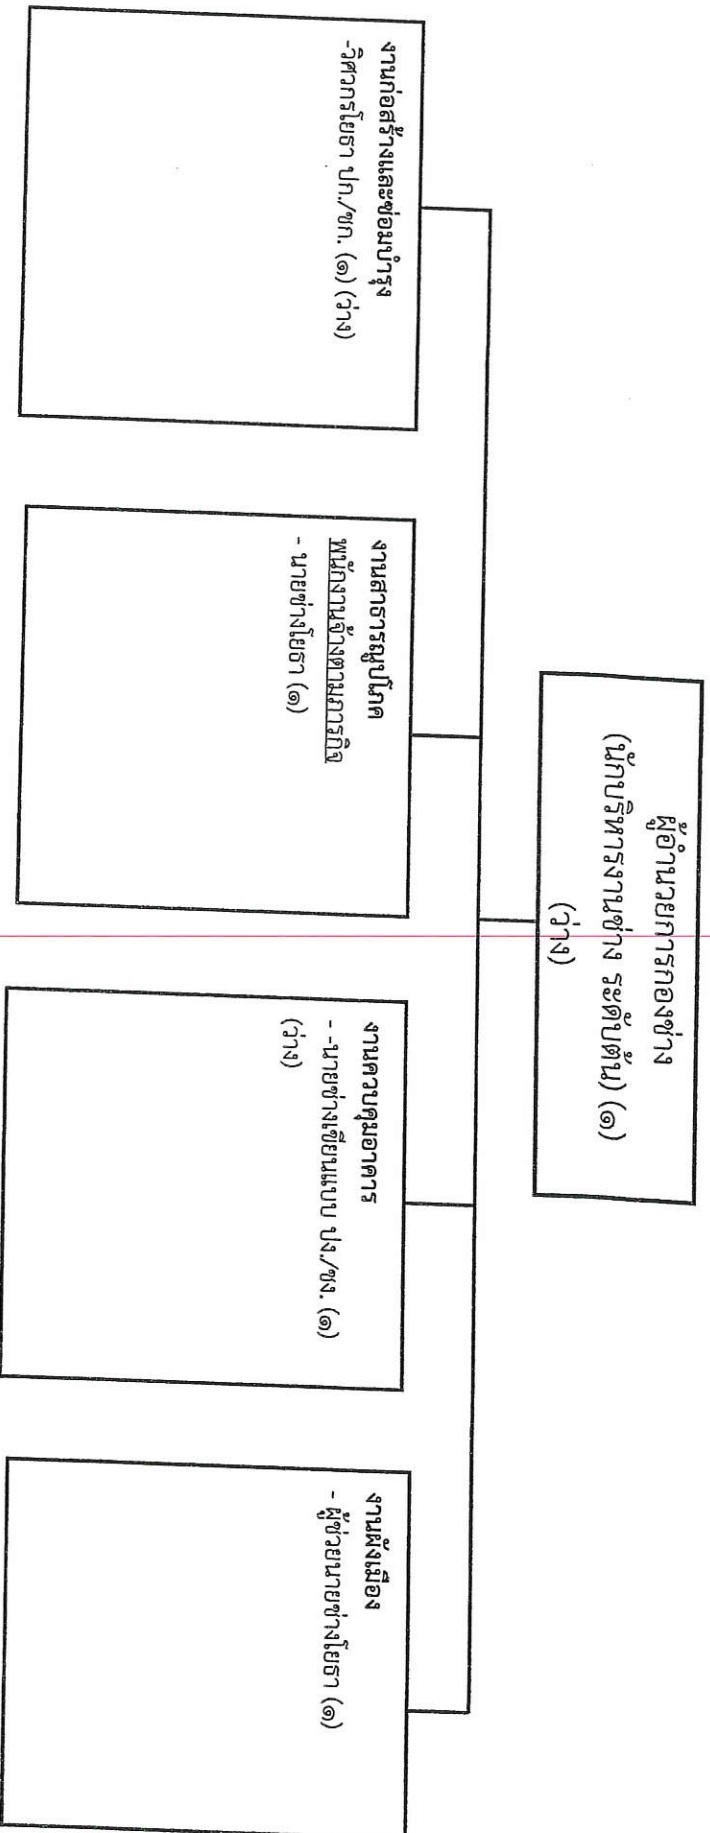 ผู้อำนวยการกองช่าง
(นักบริหารงานช่าง ระดับต้น) (๑)
(ว่าง)
งานก่อสร้างและซ่อมบำรุง
-วิศวกรโยธา ปก./ชก. (๑) (ว่าง)
งานสาธารณูปโภค
พนักงานจ้างตามภารกิจ
- นายช่างโยธา (๑)
งานควบคุมอาคาร
- -นายช่างเขียนแบบ ปง./ชง. (๑)
(ว่าง)
งานผังเมือง
- ผู้ช่วยนายช่างโยธา (๑)